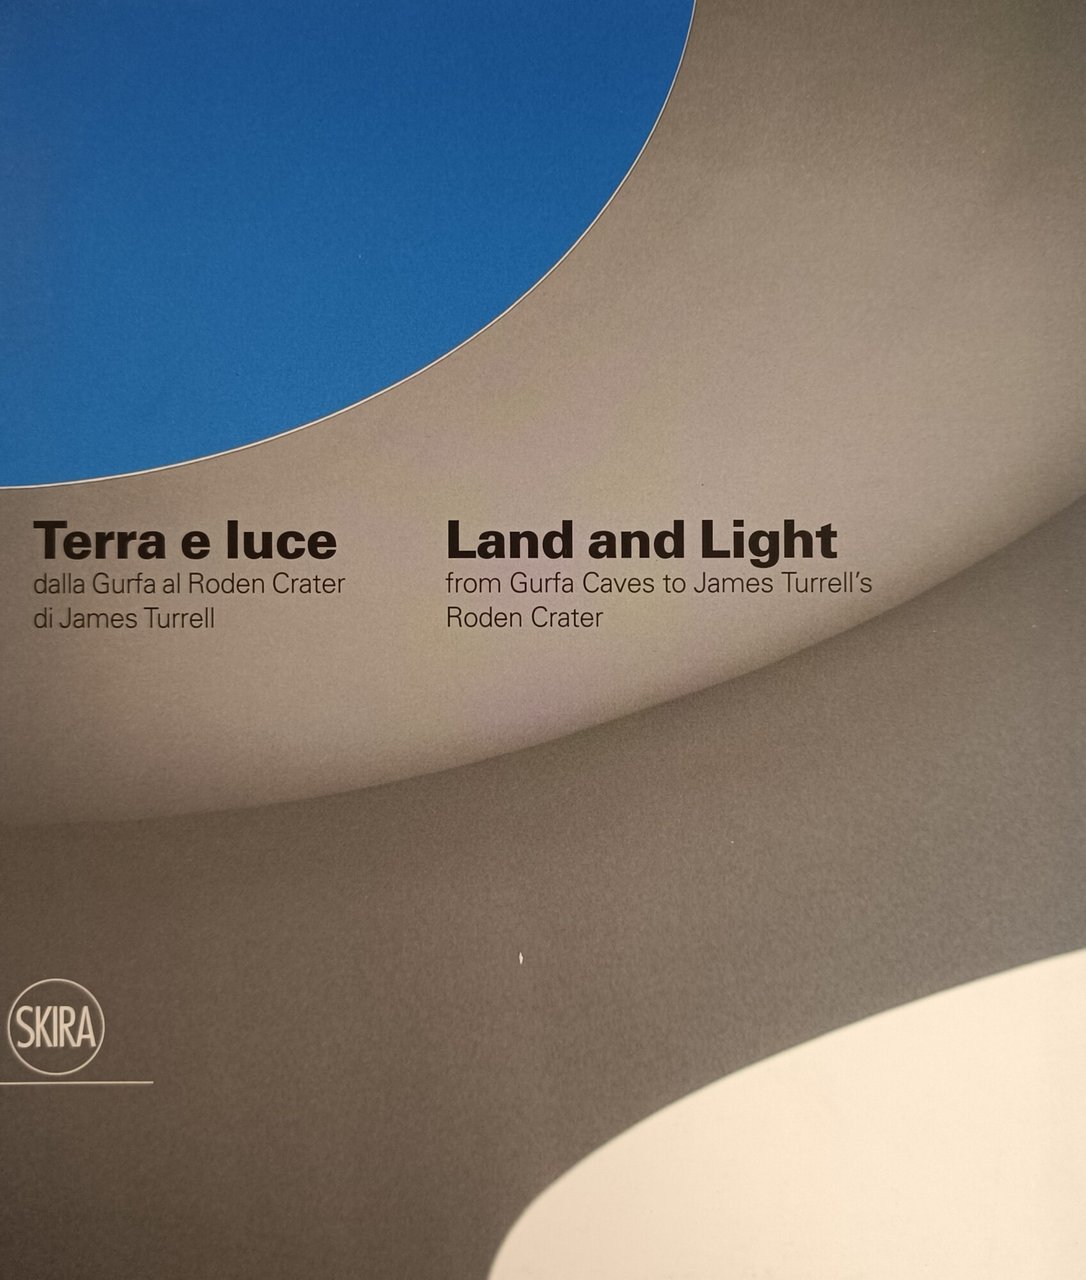 Terra e luce
dalla Gurfa al Roden Crater
di James Turrell
Land and Light
from Gurfa Caves to James Turrell's
Roden Crater
SKIRA